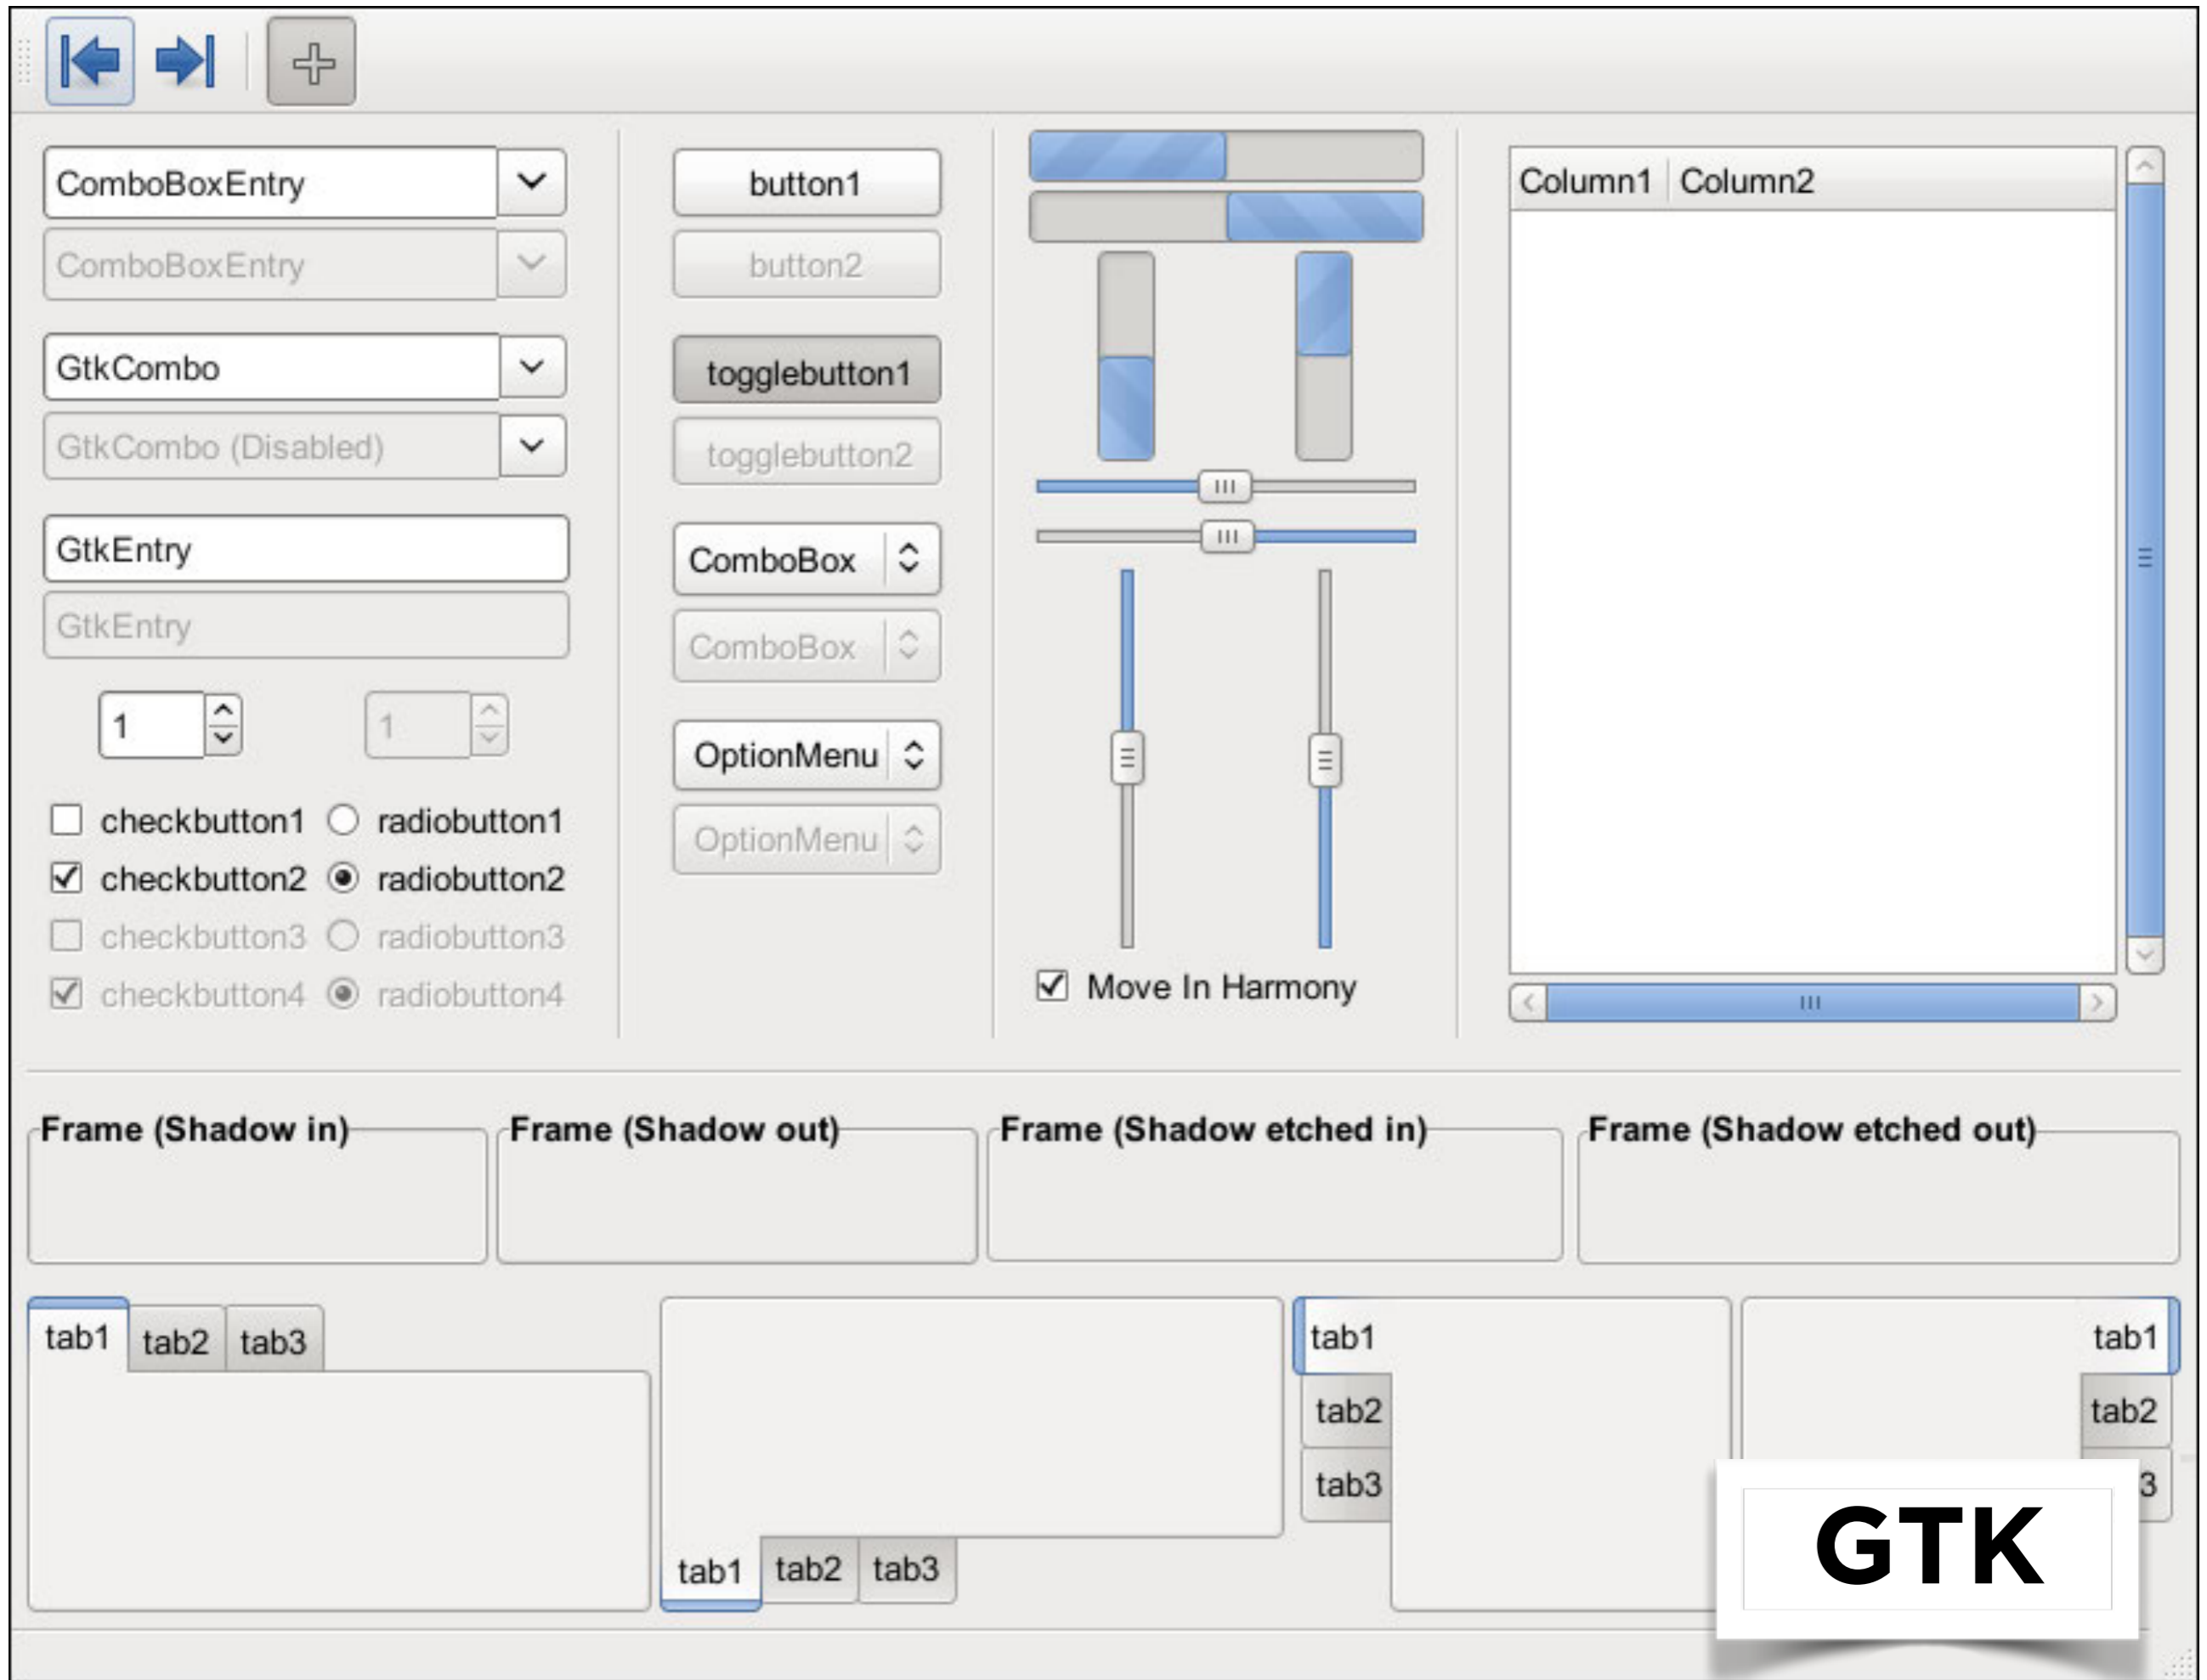 ComboBoxEntry
ComboBoxEntry
GtkCombo
GtkCombo (Disabled)
GtkEntry
GtkEntry
1 1
checkbutton1 radiobutton1
checkbutton2 radiobutton2
checkbutton3 radiobutton3
checkbutton4 radiobutton4
button1
button2
togglebutton1
togglebutton2
ComboBox
ComboBox
OptionMenu
OptionMenu
Move In Harmony
Column1 Column2
Frame (Shadow in) Frame (Shadow out) Frame (Shadow etched in) Frame (Shadow etched out)
tab1 tab2 tab3
tab1 tab2 tab3
tab1
tab2
tab3
tab1
tab2
3
GTK